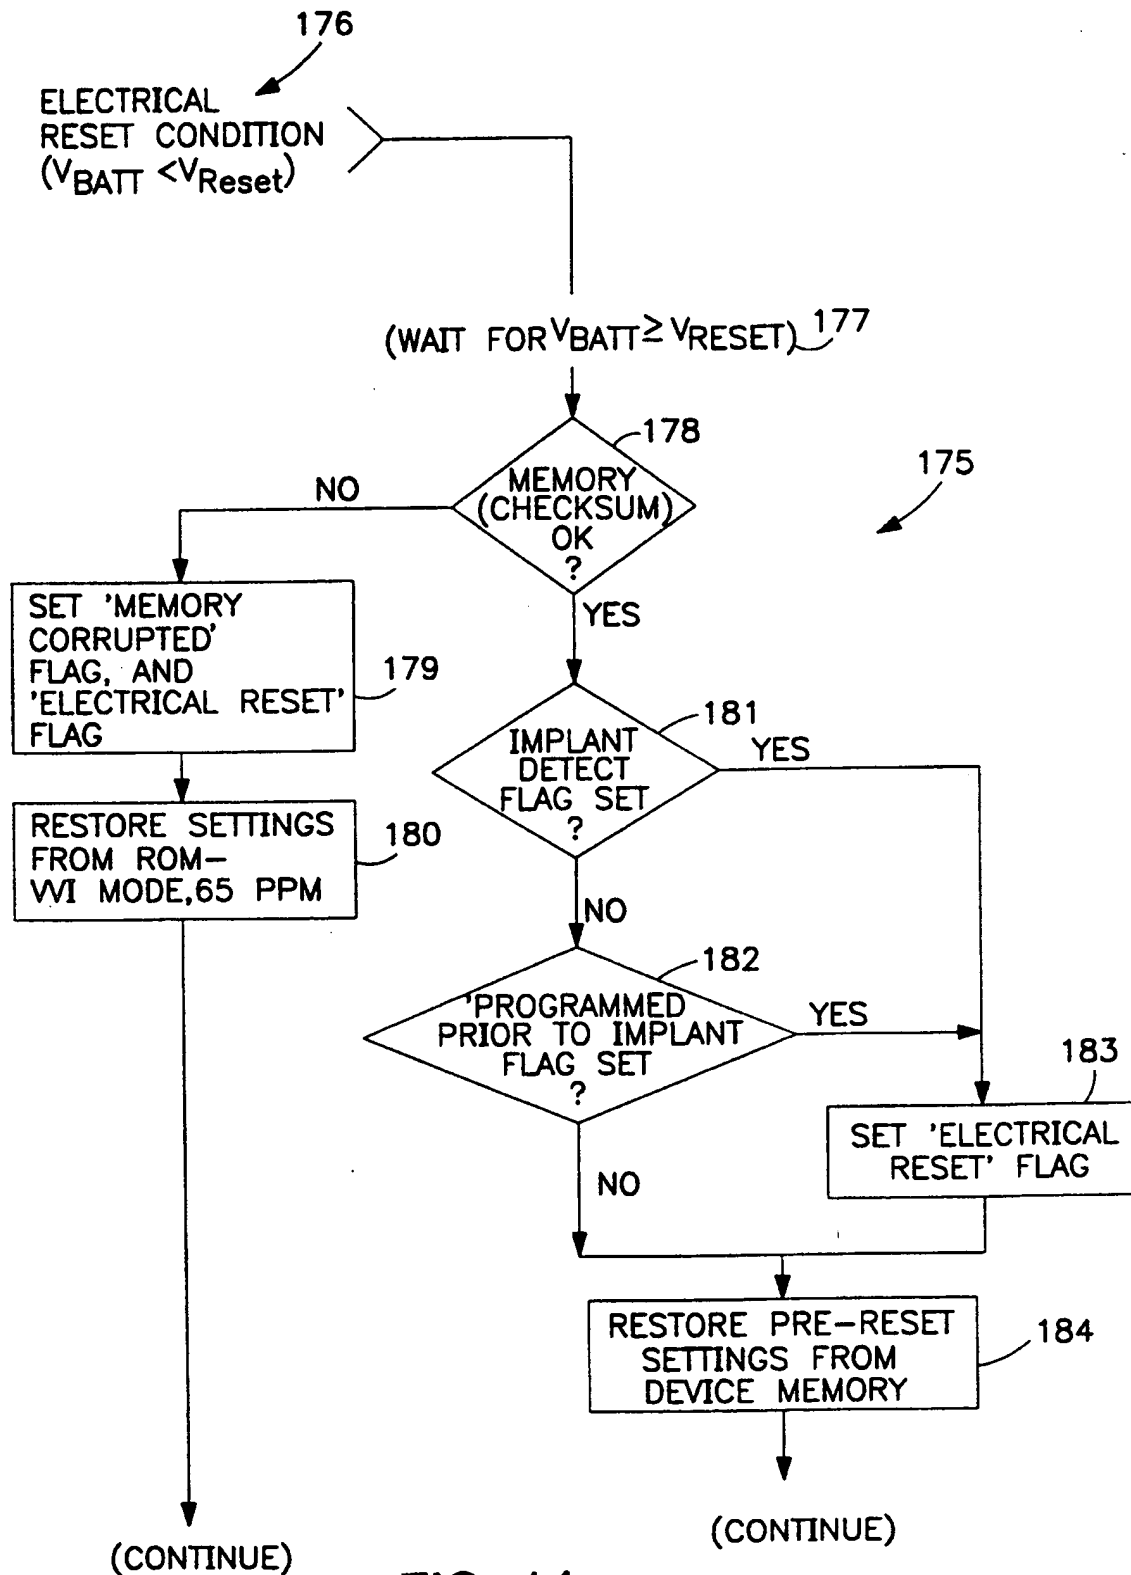 176
ELECTRICAL
RESET CONDITION
(VBATT <VReset)
(WAIT FOR VBATT ≥ VRESET) 177
178
MEMORY
(CHECKSUM)
OK
?
NO
YES
175
SET 'MEMORY
CORRUPTED'
FLAG, AND
'ELECTRICAL RESET'
FLAG
179
RESTORE SETTINGS
FROM ROM-
VVI MODE,65 PPM
180
181
IMPLANT
DETECT
FLAG SET
?
YES
NO
182
'PROGRAMMED
PRIOR TO IMPLANT
FLAG SET
?
YES
NO
183
SET 'ELECTRICAL
RESET' FLAG
RESTORE PRE-RESET
SETTINGS FROM
DEVICE MEMORY
184
(CONTINUE)
(CONTINUE)